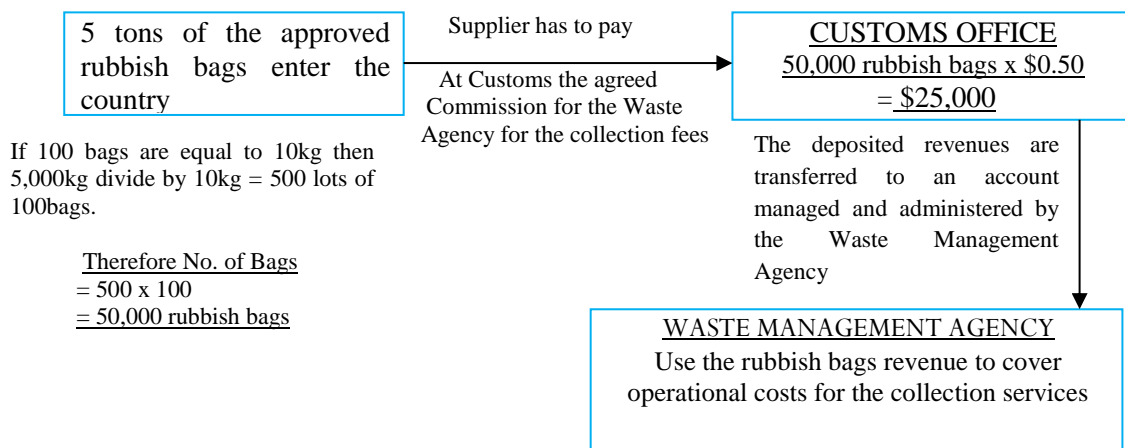 5 tons of the approved
rubbish bags enter the
country
Supplier has to pay
At Customs the agreed
Commission for the Waste
Agency for the collection fees
CUSTOMS OFFICE
50,000 rubbish bags x $0.50
= $25,000
If 100 bags are equal to 10kg then
5,000kg divide by 10kg = 500 lots of
100bags.
Therefore No. of Bags
= 500 x 100
= 50,000 rubbish bags
The deposited revenues are
transferred to an account
managed and administered by
the Waste Management
Agency
WASTE MANAGEMENT AGENCY
Use the rubbish bags revenue to cover
operational costs for the collection services